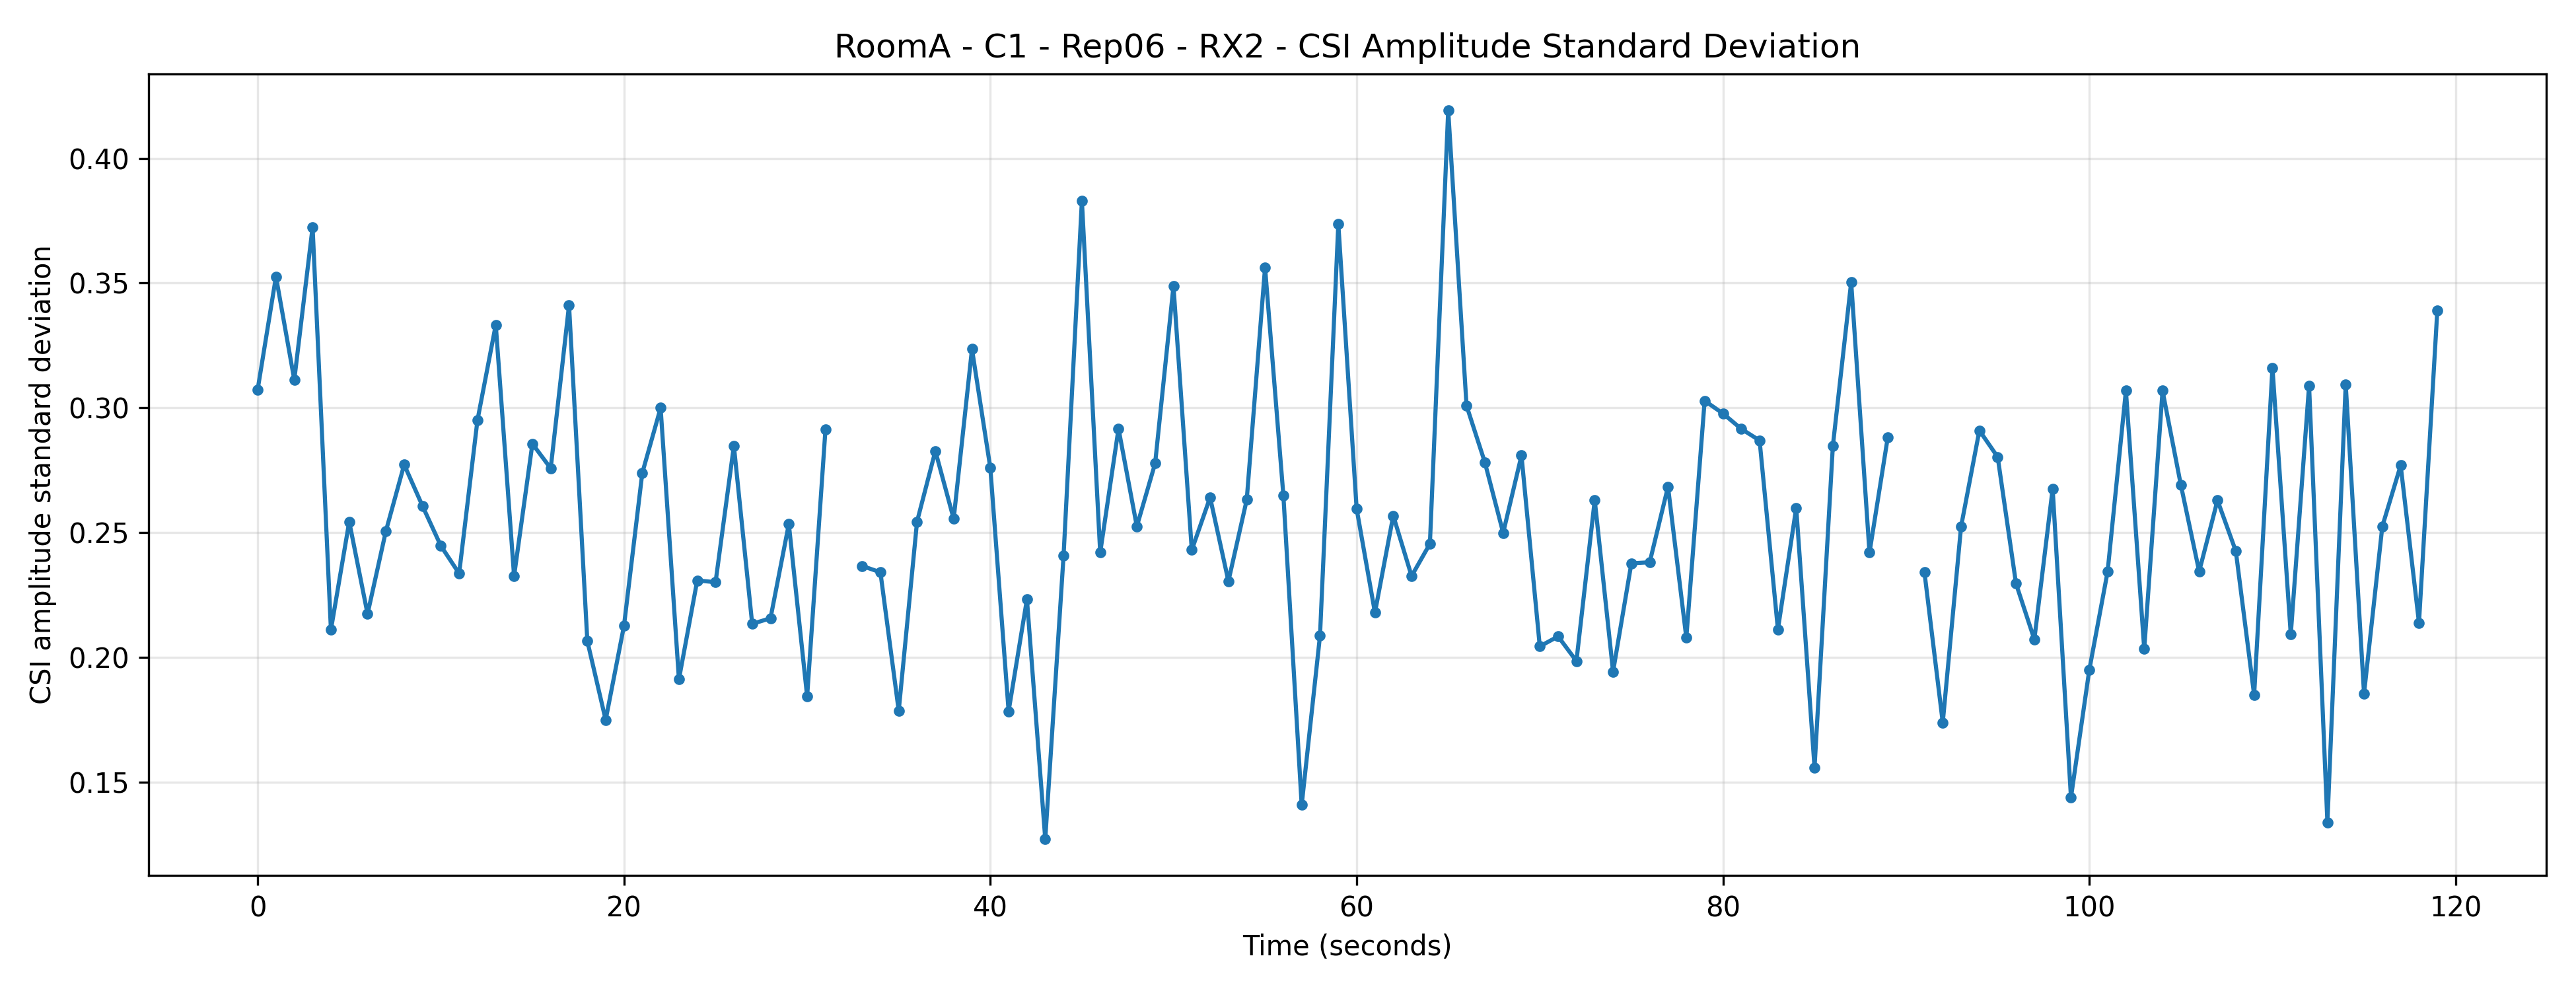 RoomA - C1 - Rep06 - RX2 - CSI Amplitude Standard Deviation
CSI amplitude standard deviation
0.40
0.35
0.30
0.25
0.20
0.15
0 20 40 60 80 100 120
Time (seconds)